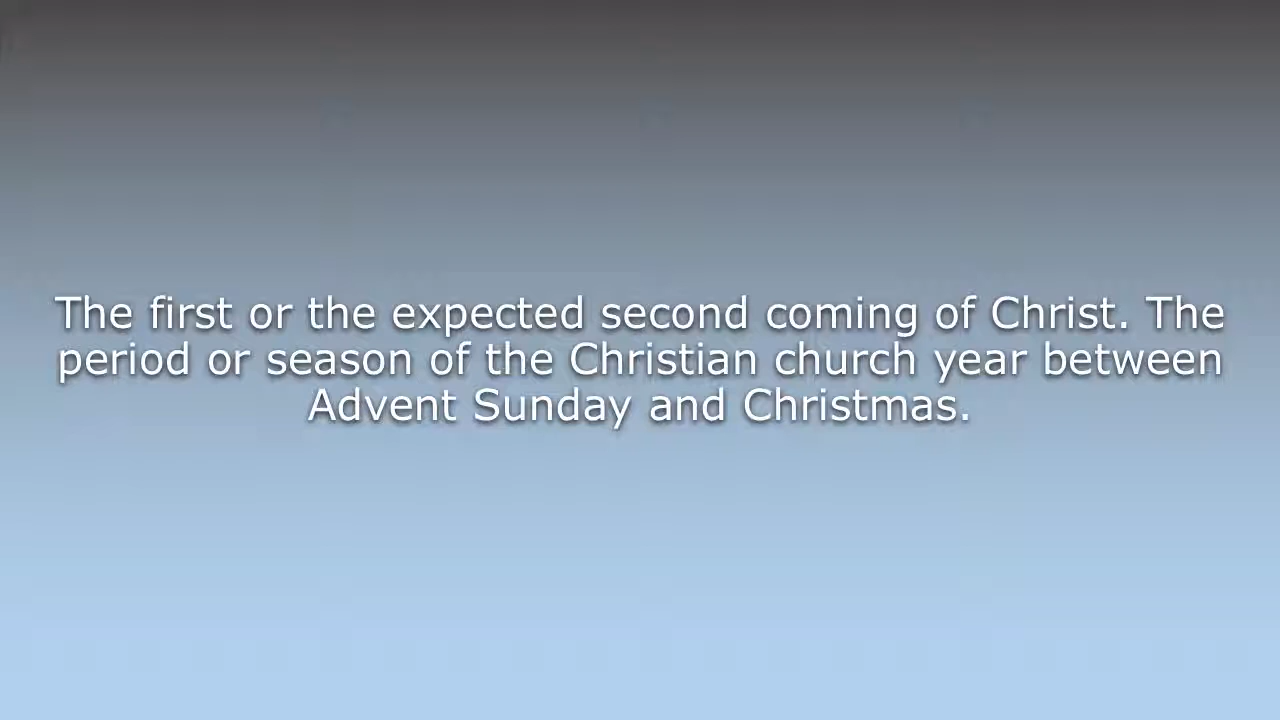 The first or the expected second coming of Christ. The
period or season of the Christian church year between
Advent Sunday and Christmas.